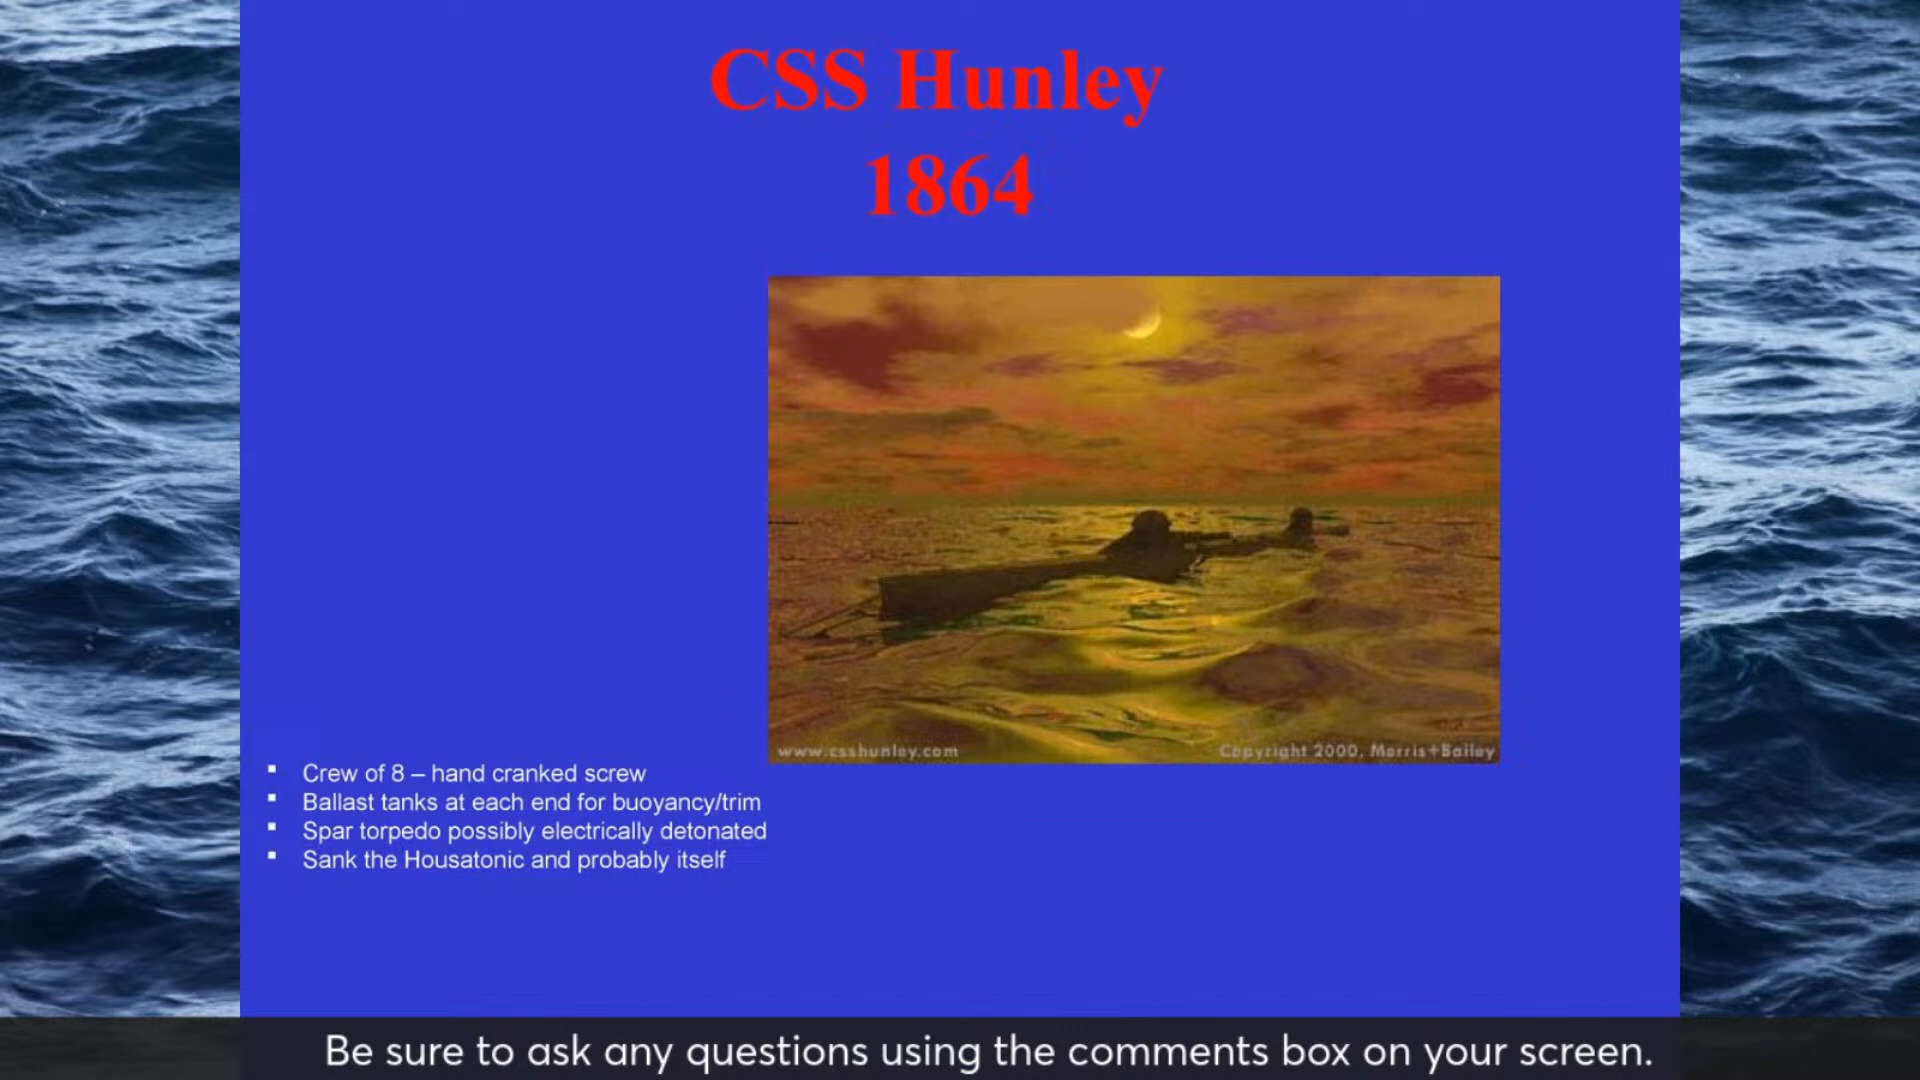 CSS Hunley
1864
www.csshunley.com
Copyright 2000, Morris+Bailey
▪ Crew of 8 – hand cranked screw
▪ Ballast tanks at each end for buoyancy/trim
▪ Spar torpedo possibly electrically detonated
▪ Sank the Housatonic and probably itself
Be sure to ask any questions using the comments box on your screen.